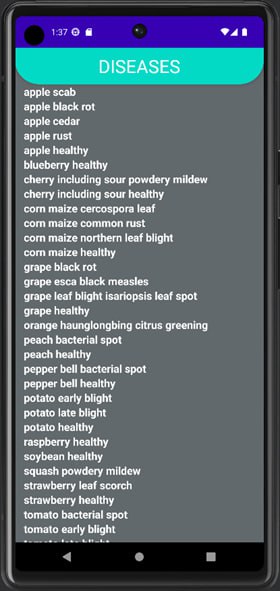 1:37
DISEASES
apple scab
apple black rot
apple cedar
apple rust
apple healthy
blueberry healthy
cherry including sour powdery mildew
cherry including sour healthy
corn maize cercospora leaf
corn maize common rust
corn maize northern leaf blight
corn maize healthy
grape black rot
grape esca black measles
grape leaf blight isariopsis leaf spot
grape healthy
orange haunglongbing citrus greening
peach bacterial spot
peach healthy
pepper bell bacterial spot
pepper bell healthy
potato early blight
potato late blight
potato healthy
raspberry healthy
soybean healthy
squash powdery mildew
strawberry leaf scorch
strawberry healthy
tomato bacterial spot
tomato early blight
tomato late blight